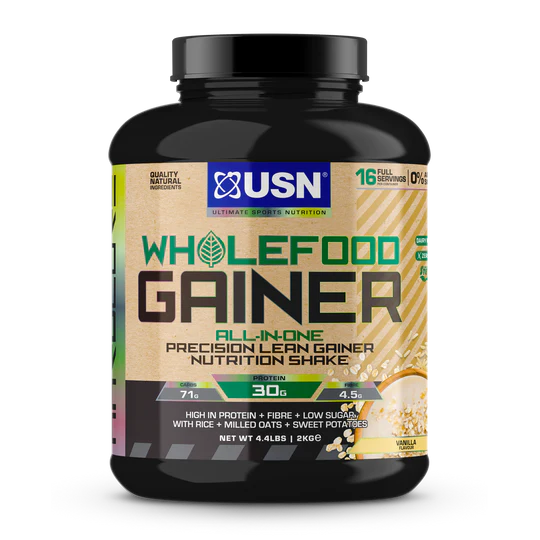 QUALITY
NATURAL
INGREDIENTS
USN®
ULTIMATE SPORTS NUTRITION
16 FULL
SERVINGS
0%
WHOLEFOOD
GAINER
ALL-IN-ONE
PRECISION LEAN GAINER
NUTRITION SHAKE
CARBS
71G
PROTEIN
30G
FIBRE
4.5G
HIGH IN PROTEIN + FIBRE + LOW SUGAR,
WITH RICE + MILLED OATS + SWEET POTATOES
NET WT 4.4LBS | 2KG℮
VANILLA
FLAVOUR